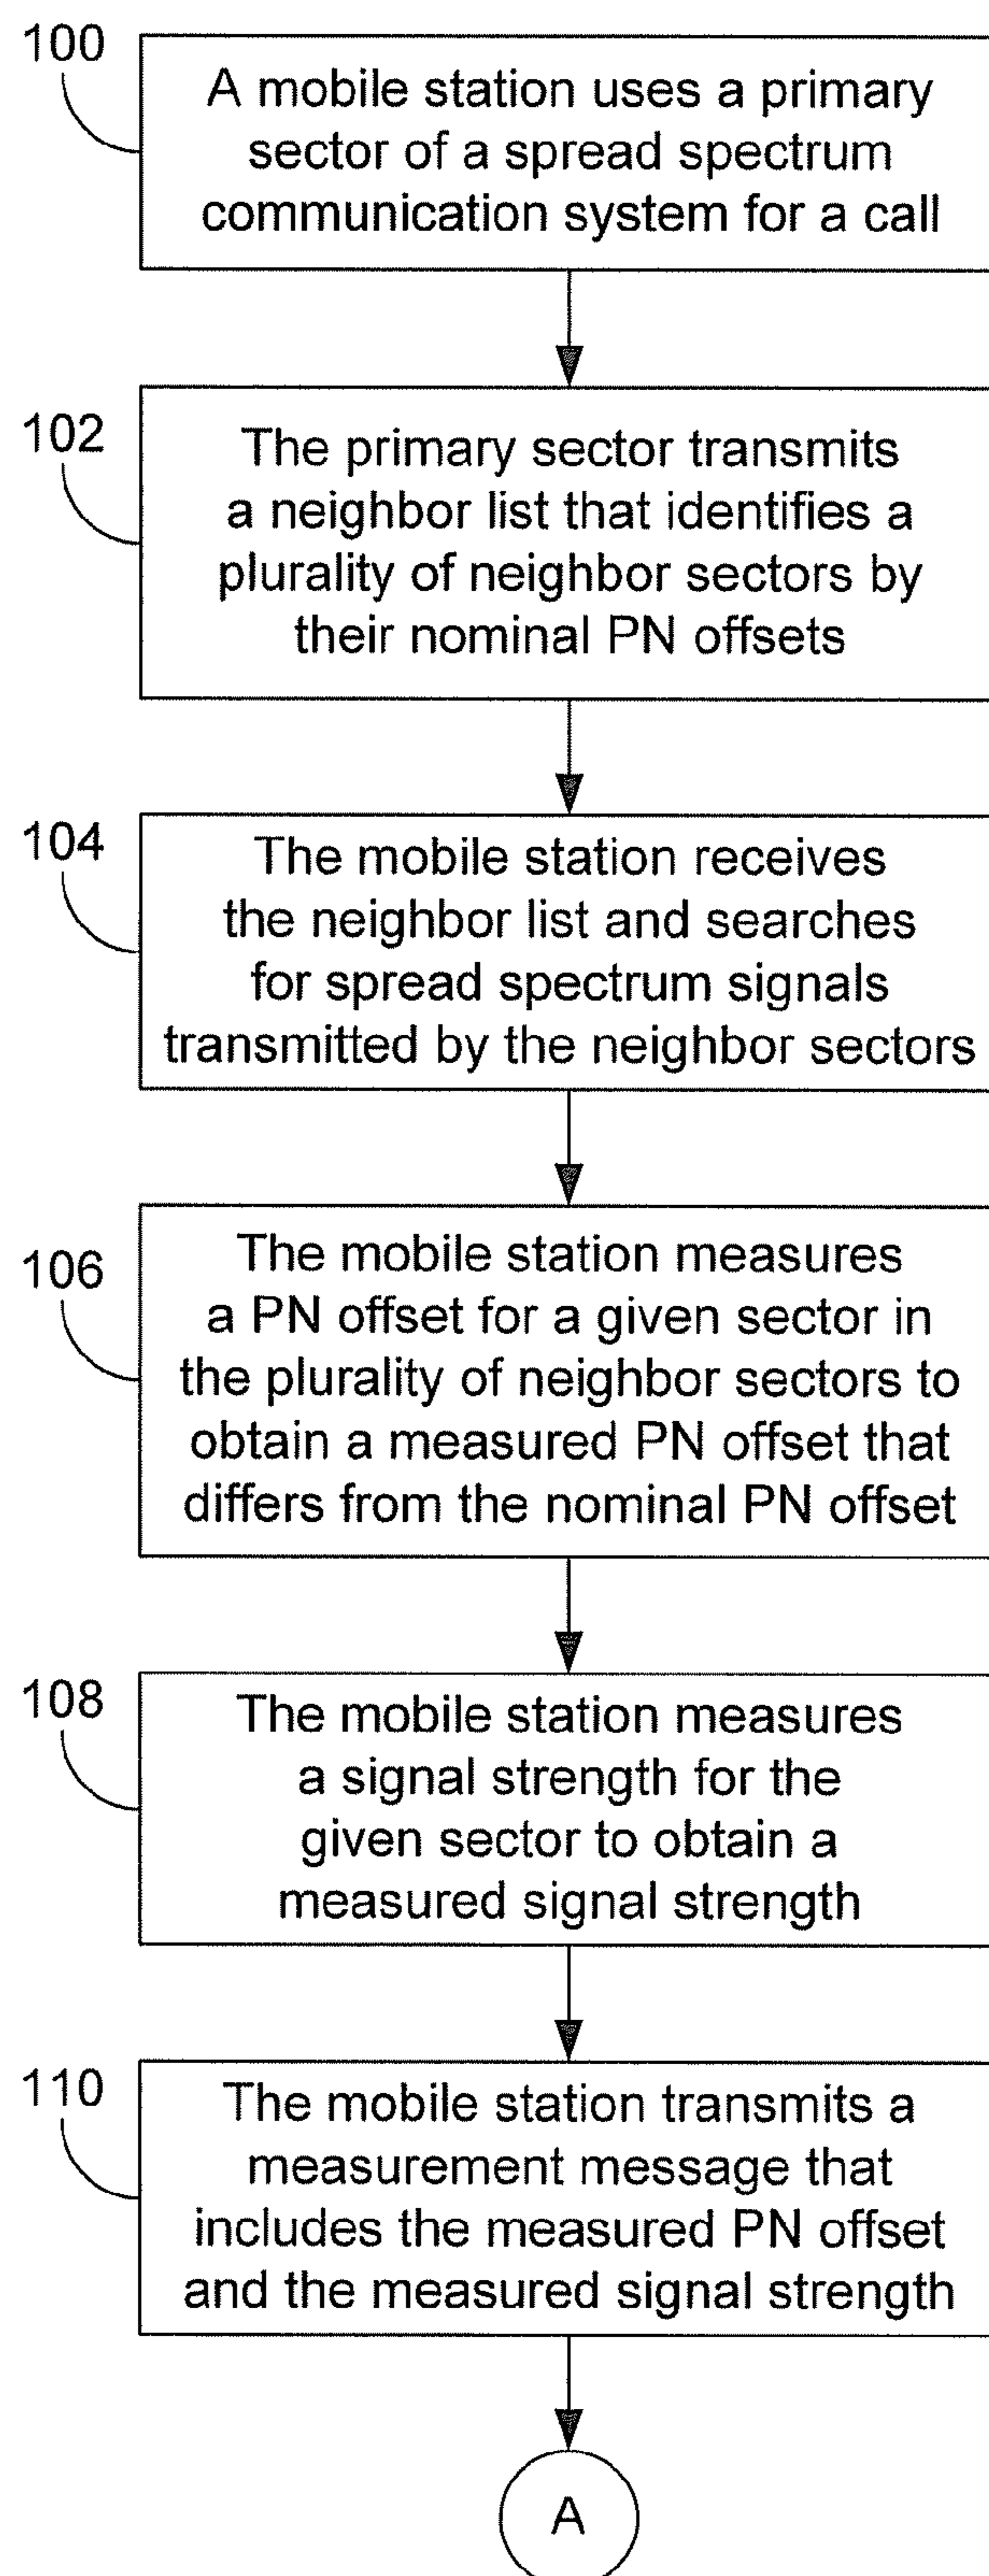 100
A mobile station uses a primary
sector of a spread spectrum
communication system for a call
102
The primary sector transmits
a neighbor list that identifies a
plurality of neighbor sectors by
their nominal PN offsets
104
The mobile station receives
the neighbor list and searches
for spread spectrum signals
transmitted by the neighbor sectors
106
The mobile station measures
a PN offset for a given sector in
the plurality of neighbor sectors to
obtain a measured PN offset that
differs from the nominal PN offset
108
The mobile station measures
a signal strength for the
given sector to obtain a
measured signal strength
110
The mobile station transmits a
measurement message that
includes the measured PN offset
and the measured signal strength
A